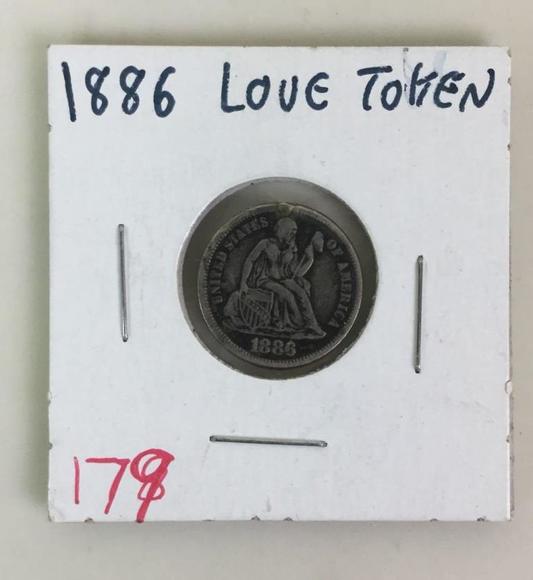 1886 LOVE TOKEN
UNITED STATES OF AMERICA
1886
179